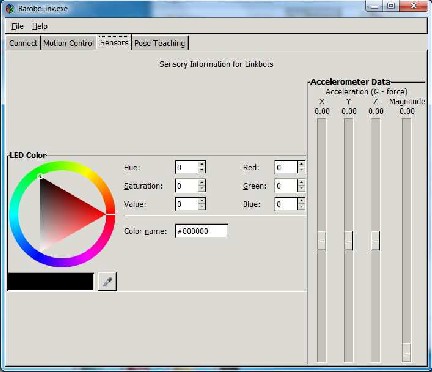 BaroboLink.exe
File Help
Connect Motion Control Sensors Pose Teaching
Sensory Information for Linkbots
Accelerometer Data
Acceleration (G - force)
X Y Z Magnitude
0.00 0.00 0.00 0.00
LED Color
Hue: 0 Red: 0
Saturation: 0 Green: 0
Value: 0 Blue: 0
Color name: #000000